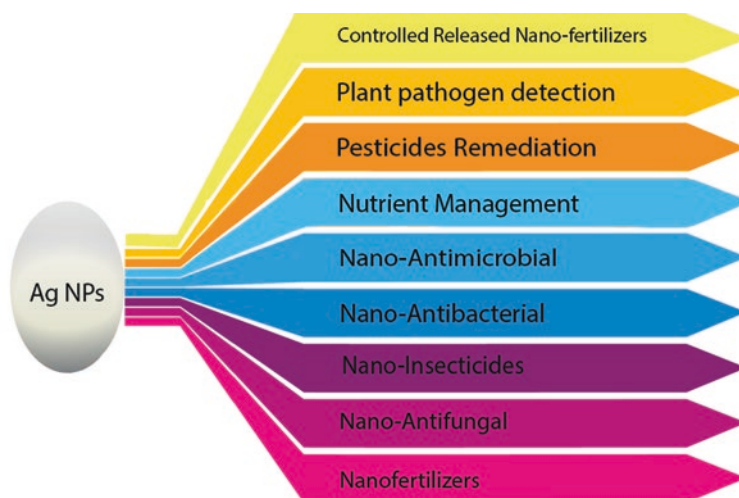 Controlled Released Nano-fertilizers
Plant pathogen detection
Pesticides Remediation
Nutrient Management
Nano-Antimicrobial
Ag NPs
Nano-Antibacterial
Nano-Insecticides
Nano-Antifungal
Nanofertilizers